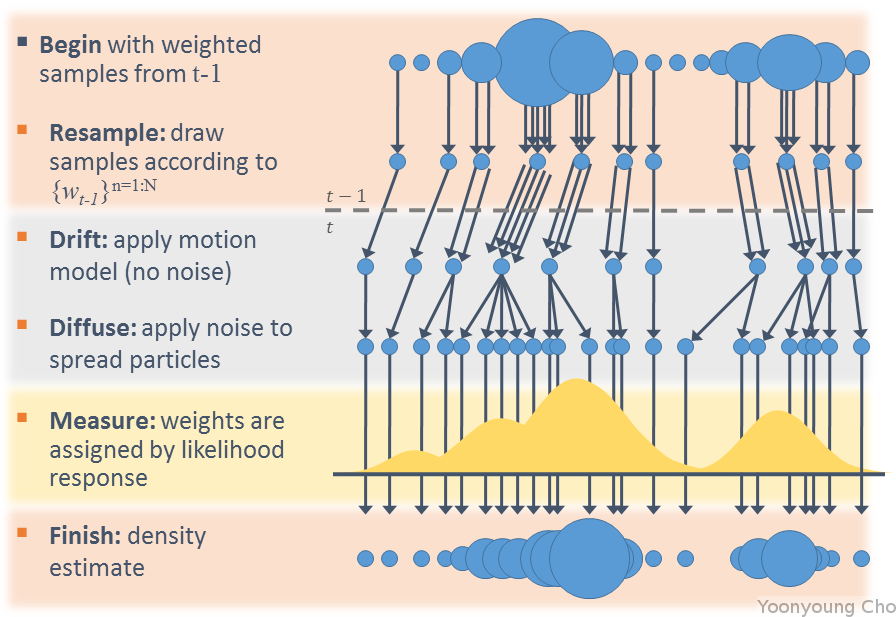 Begin with weighted
samples from t-1
Resample: draw
samples according to
{w_{t-1}}^{n=1:N}
t − 1
t
Drift: apply motion
model (no noise)
Diffuse: apply noise to
spread particles
Measure: weights are
assigned by likelihood
response
Finish: density
estimate
Yoonyoung Cho